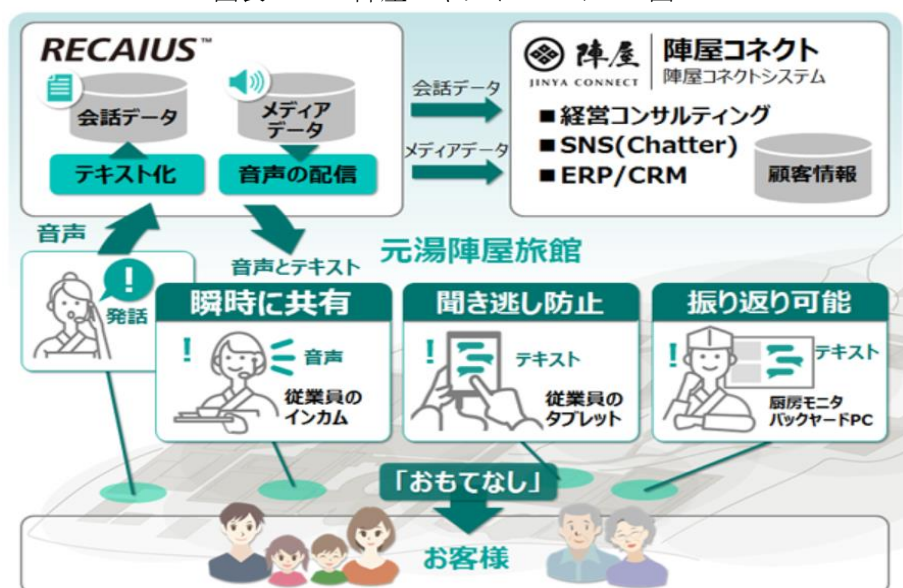 RECAIUS™
会話データ
メディア
データ
テキスト化
音声の配信
会話データ
メディアデータ
陣屋
JINYA CONNECT
陣屋コネクト
陣屋コネクトシステム
■経営コンサルティング
■SNS(Chatter)
■ERP/CRM
顧客情報
音声
元湯陣屋旅館
音声とテキスト
!
発話
瞬時に共有
!
音声
従業員の
インカム
聞き逃し防止
!
テキスト
従業員の
タブレット
振り返り可能
!
テキスト
厨房モニタ
バックヤードPC
「おもてなし」
お客様